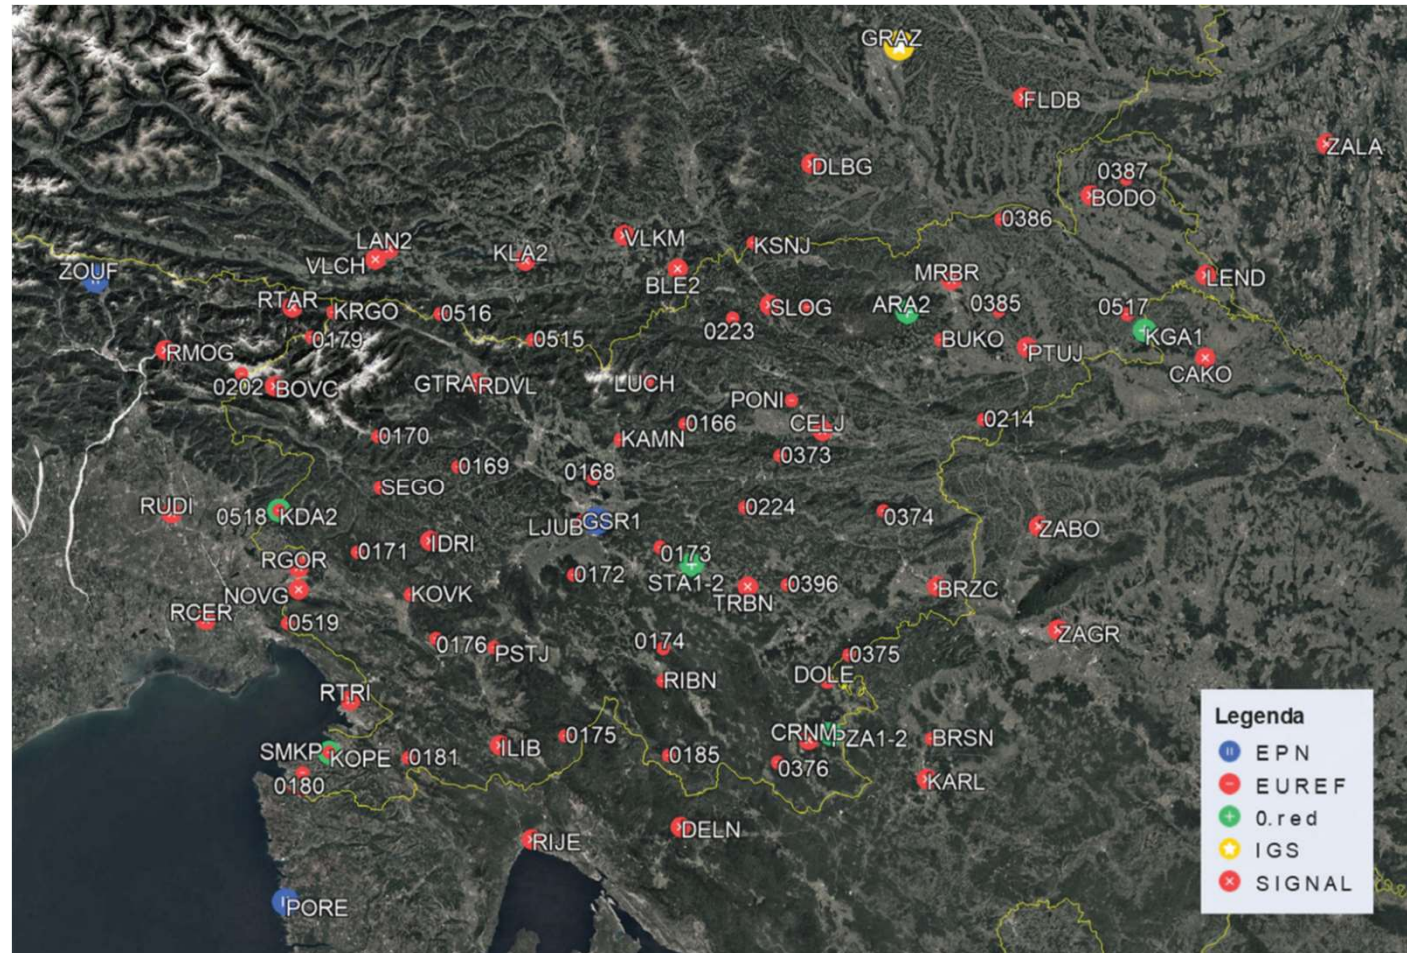 GRAZ
FLDB
ZALA
DLBG
0387
BODO
0386
LAN2
VLCH
KLA2
VLKM
KSNJ
BLE2
ZOUF
MRBR
LEND
RTAR
KRGO
0516
0223
SLOG
ARA2
0385
0517
KGA1
0179
0515
BUKO
PTUJ
CAKO
RMOG
0202
BOVC
GTRA
RDVL
LUCH
PONI
0170
KAMN
0166
CELJ
0214
0373
0169
0168
SEGO
RUDI
0518
KDA2
LJUB
GSR1
0224
0374
ZABO
RGOR
0171
IDRI
0173
NOVG
KOVK
0172
STA1-2
TRBN
0396
BRZC
RCER
0519
0176
PSTJ
0174
ZAGR
RIBN
DOLE
0375
RTRI
SMKP
KOPE
0181
ILIB
0175
0185
CRNM
ZA1-2
0376
BRSN
0180
KARL
RIJE
DELN
PORE
Legenda
EPN
EUREF
0.red
IGS
SIGNAL